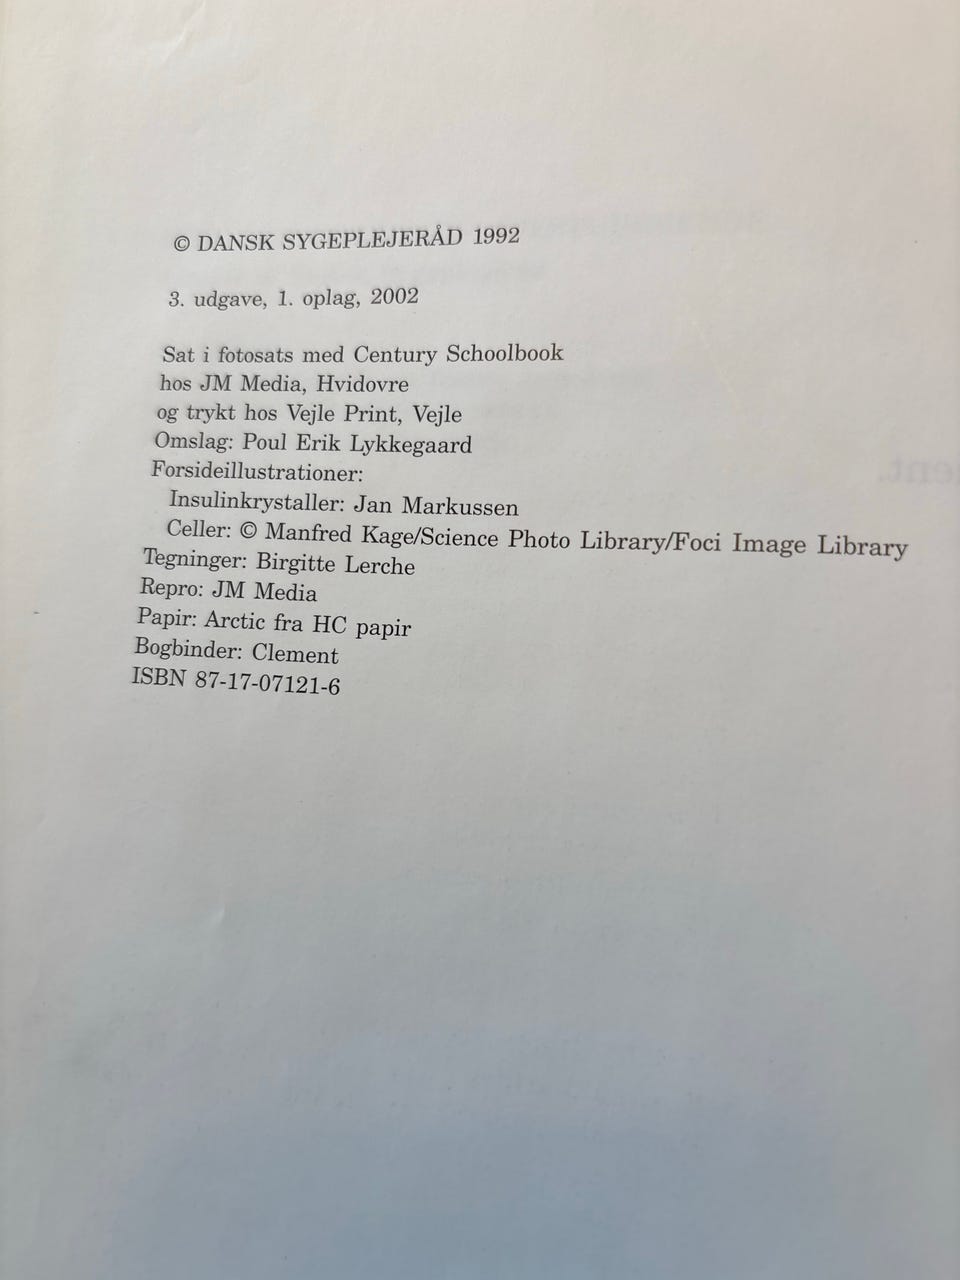 © DANSK SYGEPLEJERÅD 1992
3. udgave, 1. oplag, 2002
Sat i fotosats med Century Schoolbook
hos JM Media, Hvidovre
og trykt hos Vejle Print, Vejle
Omslag: Poul Erik Lykkegaard
Forsideillustrationer:
Insulinkrystaller: Jan Markussen
Celler: © Manfred Kage/Science Photo Library/Foci Image Library
Tegninger: Birgitte Lerche
Repro: JM Media
Papir: Arctic fra HC papir
Bogbinder: Clement
ISBN 87-17-07121-6